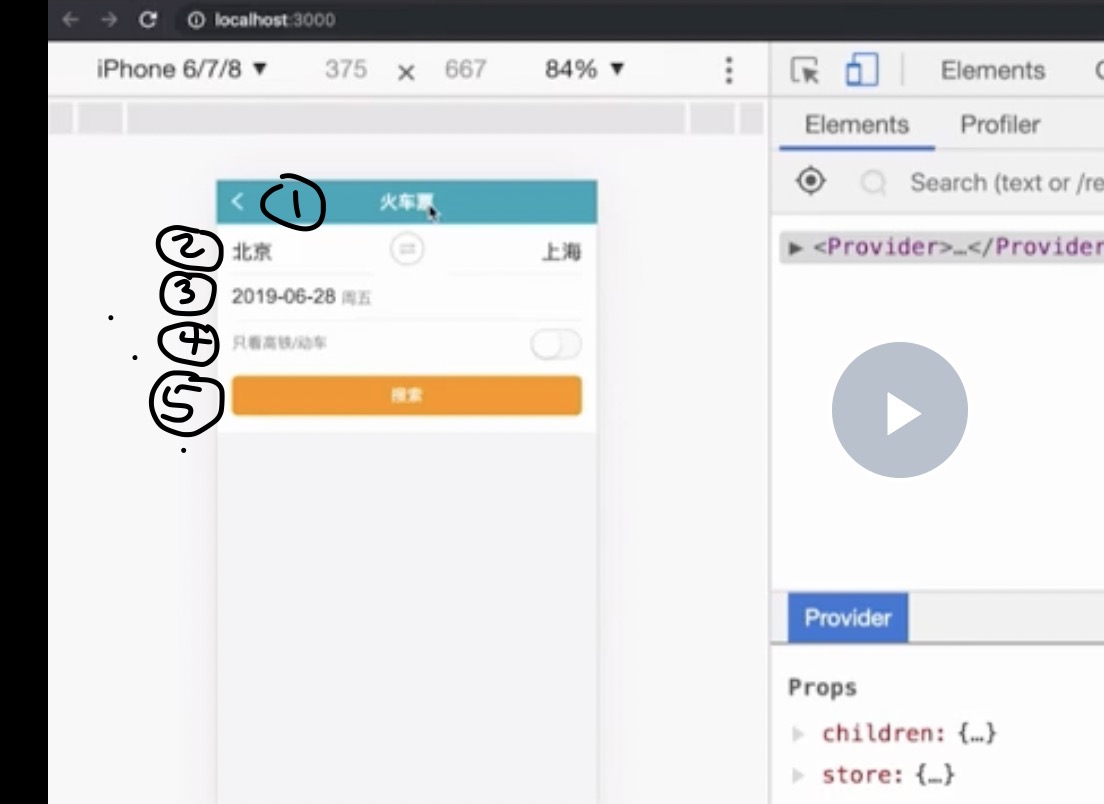 localhost:3000
iPhone 6/7/8 ▼ 375 × 667 84% ▼
Elements
Elements Profiler
Search (text or /re
① 火车票
② 北京 上海
③ 2019-06-28 周五
④ 只看高铁/动车
⑤ 搜索
▶ <Provider>…</Provider
Provider
Props
children: {…}
store: {…}